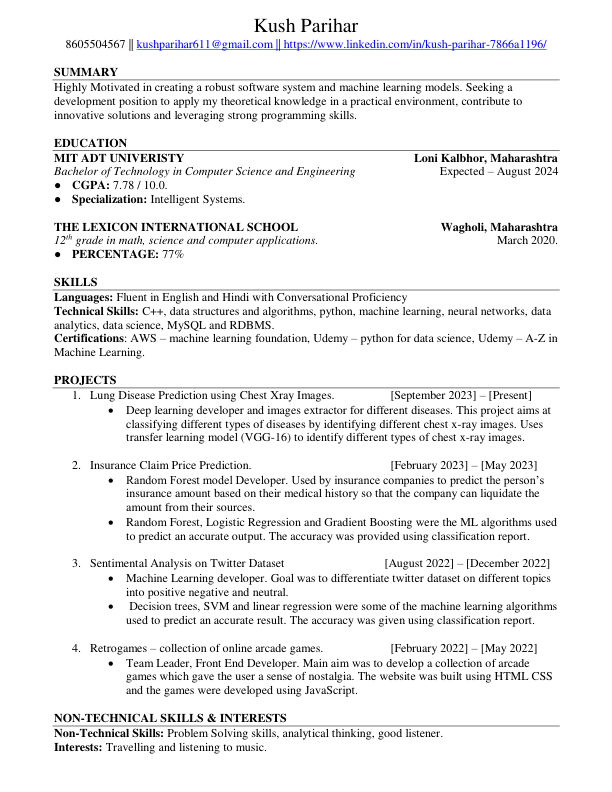 Kush Parihar
8605504567 || kushparihar611@gmail.com || https://www.linkedin.com/in/kush-parihar-7866a1196/
SUMMARY
Highly Motivated in creating a robust software system and machine learning models. Seeking a
development position to apply my theoretical knowledge in a practical environment, contribute to
innovative solutions and leveraging strong programming skills.
EDUCATION
MIT ADT UNIVERISTY Loni Kalbhor, Maharashtra
Bachelor of Technology in Computer Science and Engineering Expected – August 2024
● CGPA: 7.78 / 10.0.
● Specialization: Intelligent Systems.
THE LEXICON INTERNATIONAL SCHOOL Wagholi, Maharashtra
12th grade in math, science and computer applications. March 2020.
● PERCENTAGE: 77%
SKILLS
Languages: Fluent in English and Hindi with Conversational Proficiency
Technical Skills: C++, data structures and algorithms, python, machine learning, neural networks, data
analytics, data science, MySQL and RDBMS.
Certifications: AWS – machine learning foundation, Udemy – python for data science, Udemy – A-Z in
Machine Learning.
PROJECTS
1. Lung Disease Prediction using Chest Xray Images. [September 2023] – [Present]
● Deep learning developer and images extractor for different diseases. This project aims at
classifying different types of diseases by identifying different chest x-ray images. Uses
transfer learning model (VGG-16) to identify different types of chest x-ray images.
2. Insurance Claim Price Prediction. [February 2023] – [May 2023]
● Random Forest model Developer. Used by insurance companies to predict the person’s
insurance amount based on their medical history so that the company can liquidate the
amount from their sources.
● Random Forest, Logistic Regression and Gradient Boosting were the ML algorithms used
to predict an accurate output. The accuracy was provided using classification report.
3. Sentimental Analysis on Twitter Dataset [August 2022] – [December 2022]
● Machine Learning developer. Goal was to differentiate twitter dataset on different topics
into positive negative and neutral.
● Decision trees, SVM and linear regression were some of the machine learning algorithms
used to predict an accurate result. The accuracy was given using classification report.
4. Retrogames – collection of online arcade games. [February 2022] – [May 2022]
● Team Leader, Front End Developer. Main aim was to develop a collection of arcade
games which gave the user a sense of nostalgia. The website was built using HTML CSS
and the games were developed using JavaScript.
NON-TECHNICAL SKILLS & INTERESTS
Non-Technical Skills: Problem Solving skills, analytical thinking, good listener.
Interests: Travelling and listening to music.